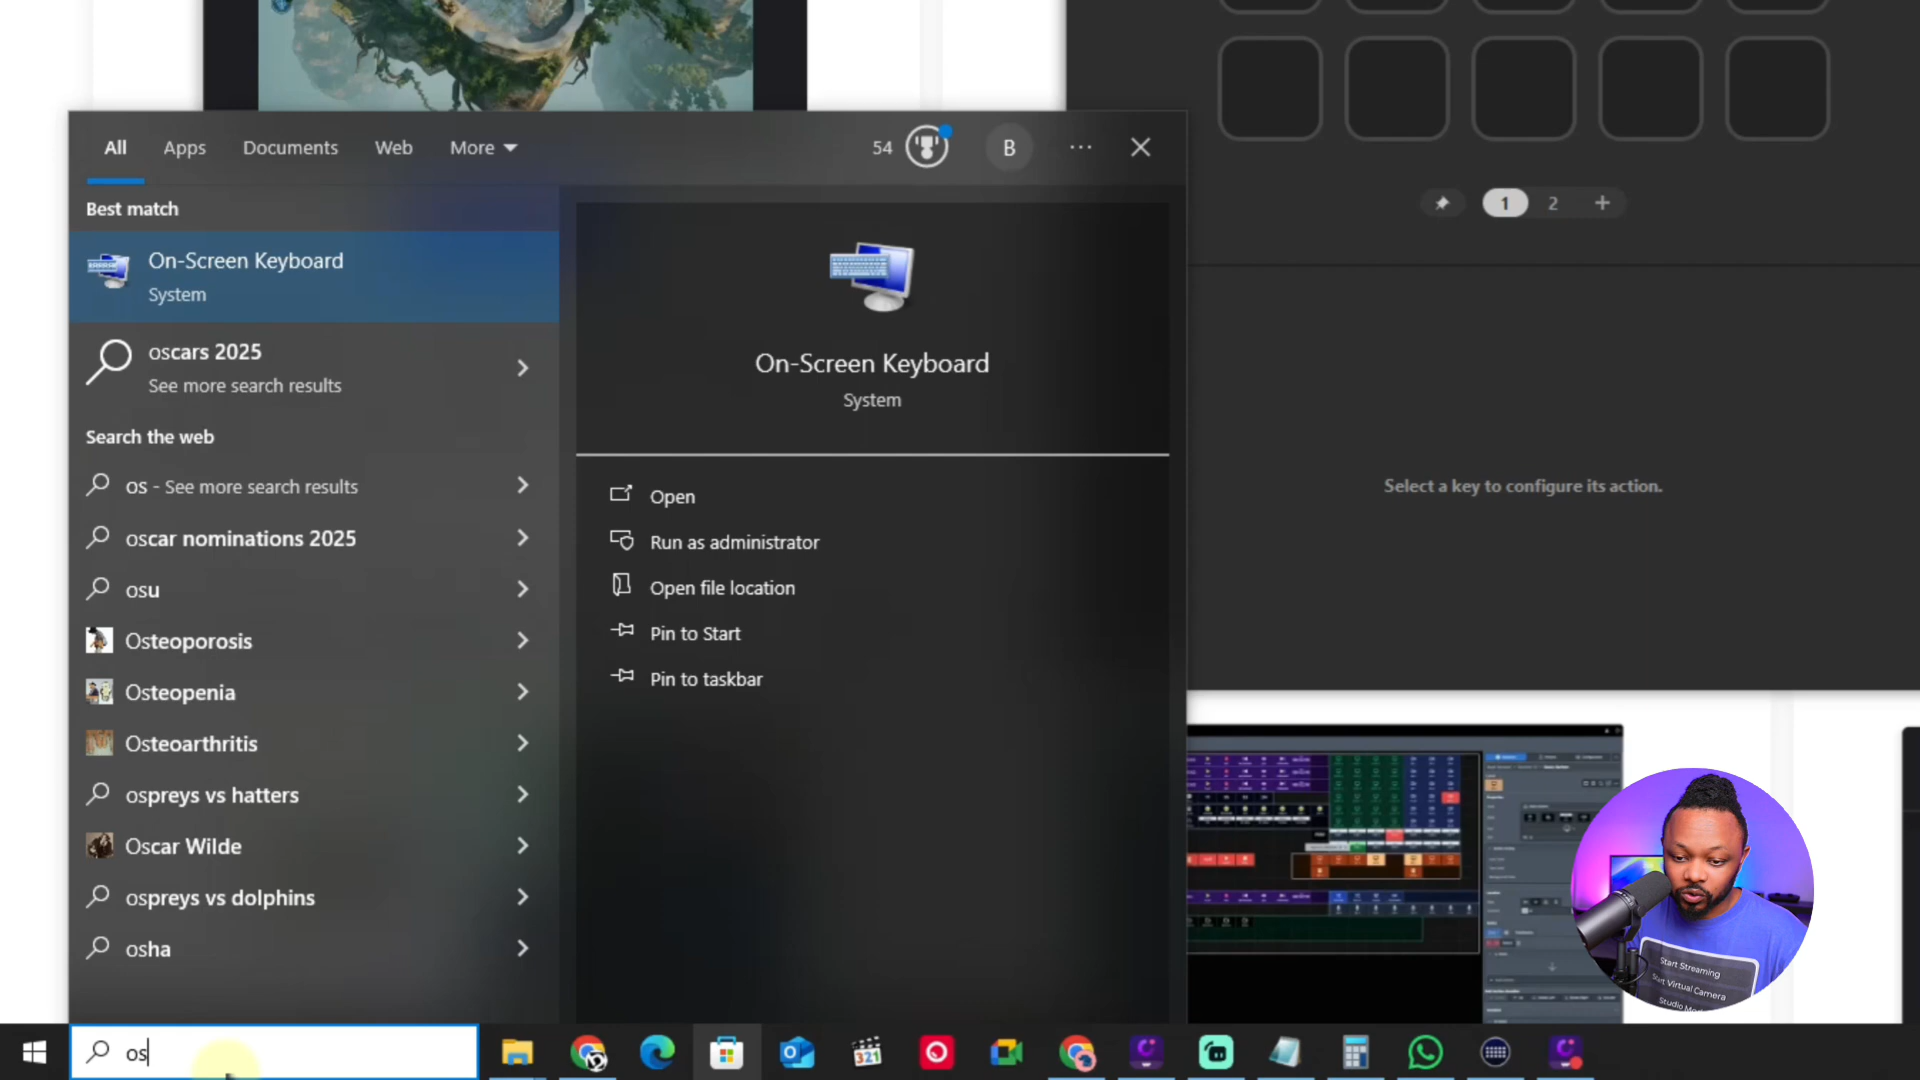 All
Apps
Documents
Web
More
54
B
Best match
On-Screen Keyboard
System
oscars 2025
See more search results
Search the web
os - See more search results
oscar nominations 2025
osu
Osteoporosis
Osteopenia
Osteoarthritis
ospreys vs hatters
Oscar Wilde
ospreys vs dolphins
osha
os
On-Screen Keyboard
System
Open
Run as administrator
Open file location
Pin to Start
Pin to taskbar
1
2
Select a key to configure its action.
Start Streaming
Start Virtual Camera
321